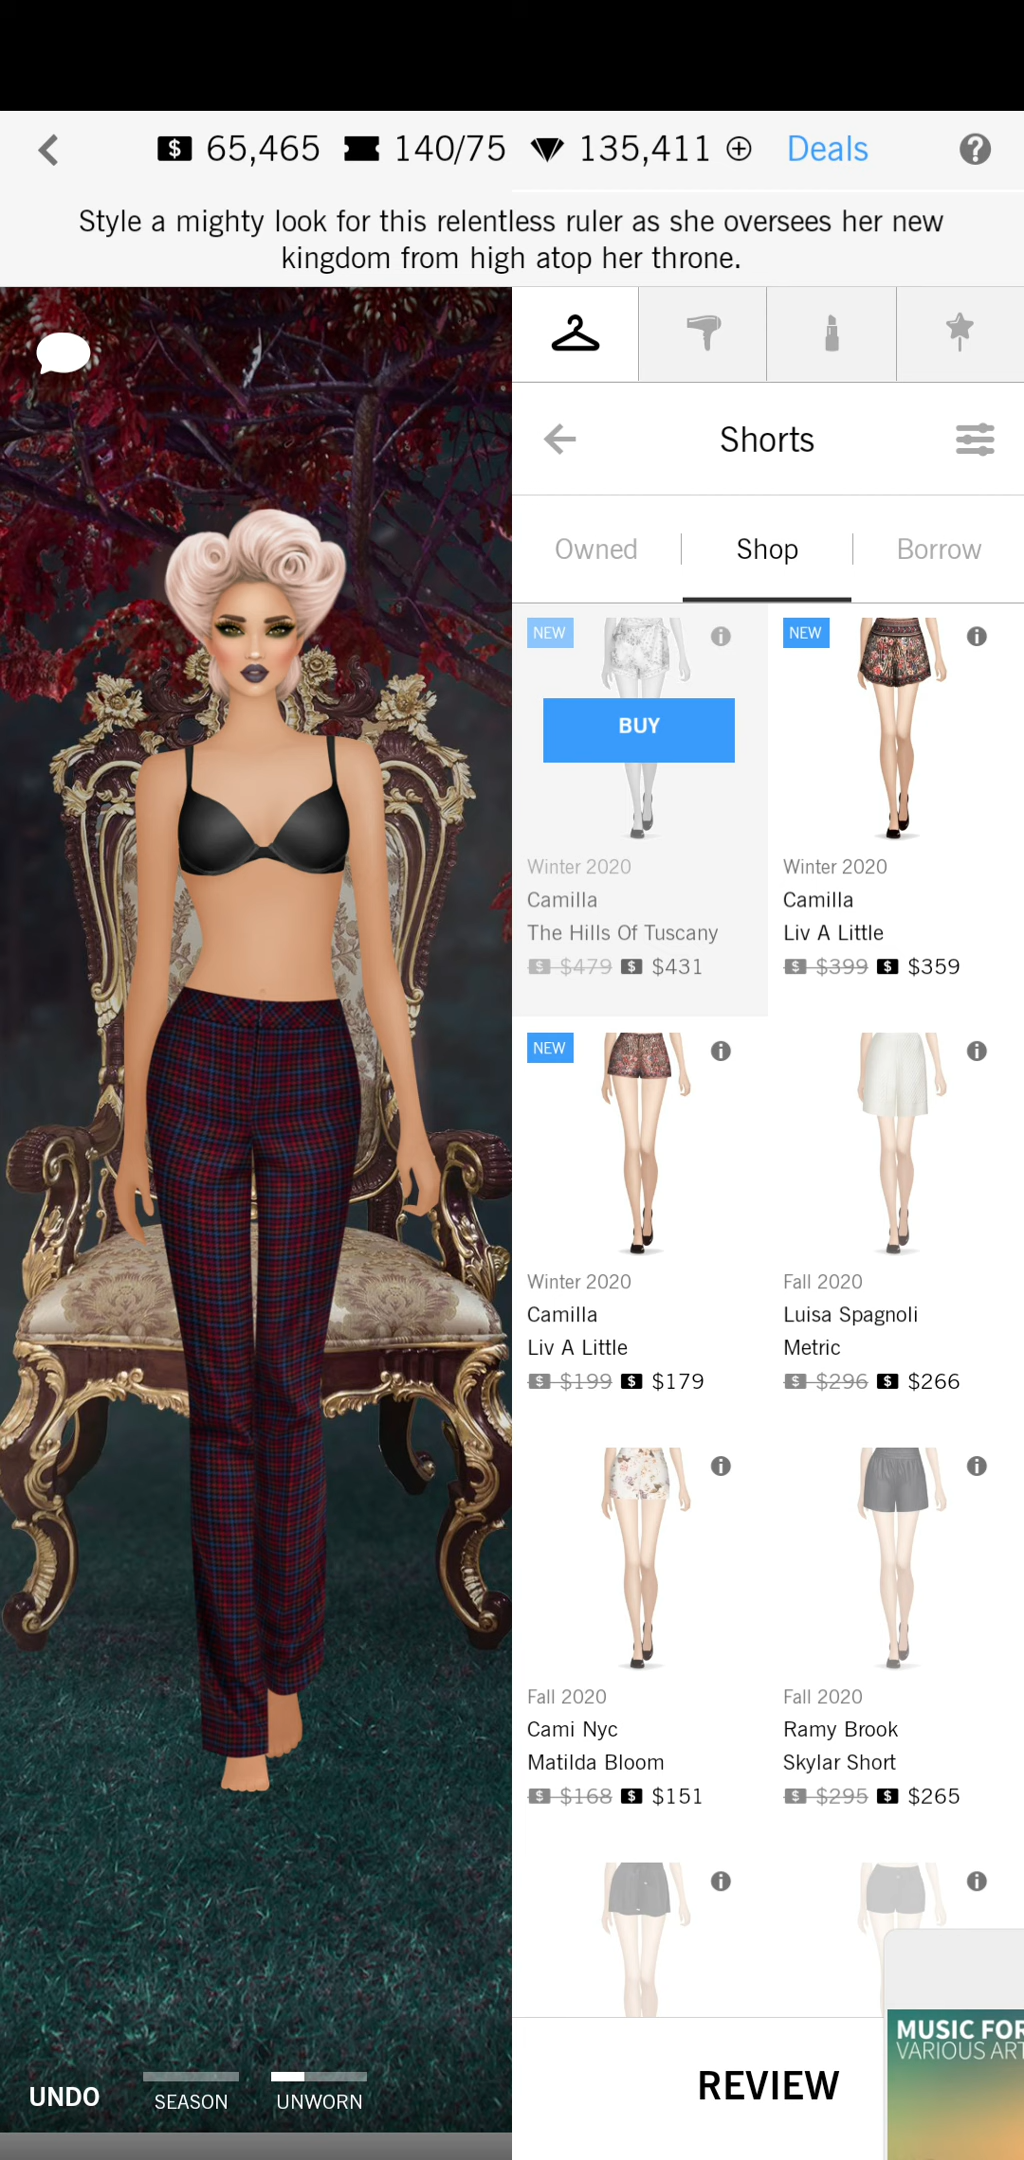 65,465 140/75 135,411 Deals
Style a mighty look for this relentless ruler as she oversees her new
kingdom from high atop her throne.
Shorts
Owned Shop Borrow
NEW
BUY
Winter 2020
Camilla
The Hills Of Tuscany
$479 $431
NEW
Winter 2020
Camilla
Liv A Little
$399 $359
NEW
Winter 2020
Camilla
Liv A Little
$199 $179
Fall 2020
Luisa Spagnoli
Metric
$296 $266
Fall 2020
Cami Nyc
Matilda Bloom
$168 $151
Fall 2020
Ramy Brook
Skylar Short
$295 $265
UNDO
SEASON
UNWORN
REVIEW
MUSIC FOR
VARIOUS ART